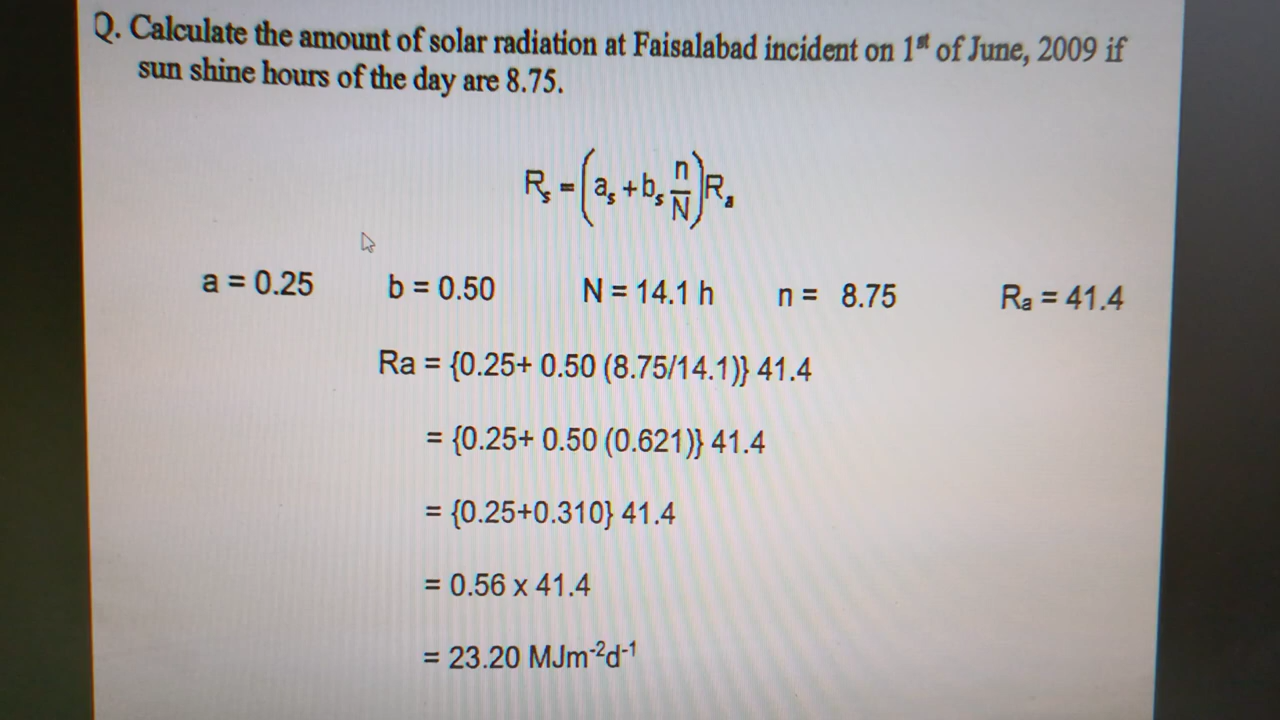 Q. Calculate the amount of solar radiation at Faisalabad incident on 1st of June, 2009 if
sun shine hours of the day are 8.75.
Rs = (as + bs n/N) Ra
a = 0.25 b = 0.50 N = 14.1 h n = 8.75 Ra = 41.4
Ra = {0.25+ 0.50 (8.75/14.1)} 41.4
= {0.25+ 0.50 (0.621)} 41.4
= {0.25+0.310} 41.4
= 0.56 x 41.4
= 23.20 MJm-2d-1